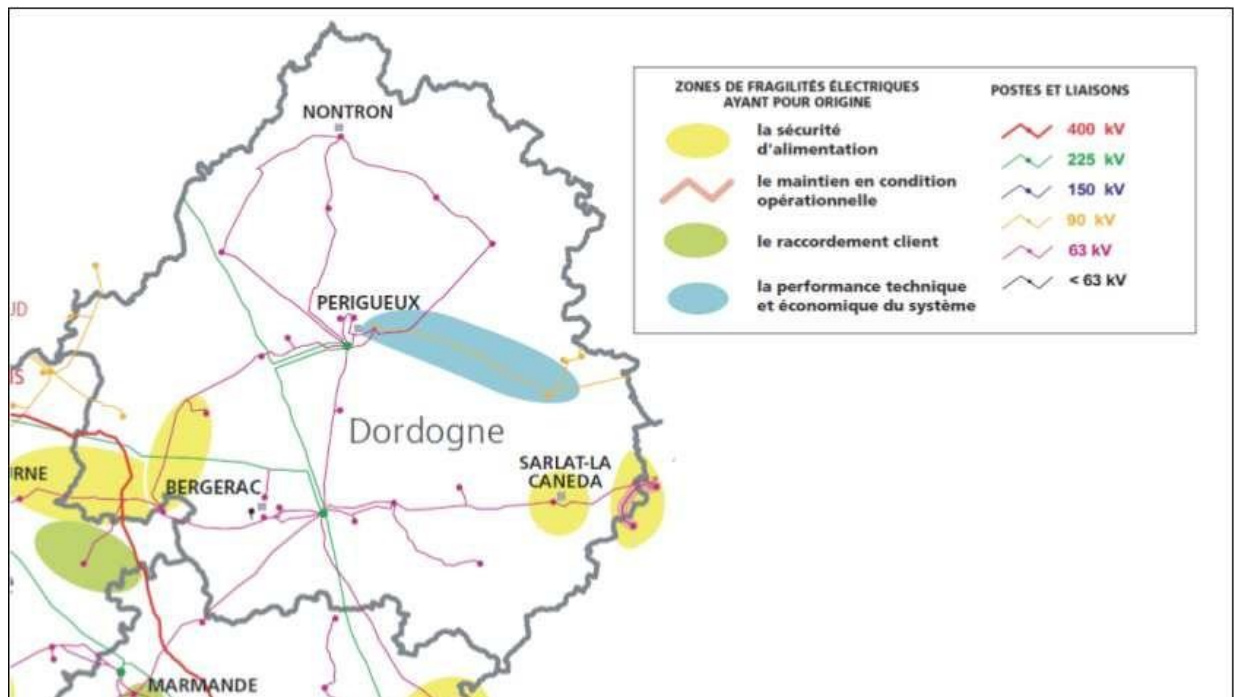 NONTRON
PERIGUEUX
UD
IS
Dordogne
RNE
BERGERAC
SARLAT-LA
CANEDA
MARMANDE
ZONES DE FRAGILITÉS ÉLECTRIQUES
AYANT POUR ORIGINE
la sécurité
d'alimentation
le maintien en condition
opérationnelle
le raccordement client
la performance technique
et économique du système
POSTES ET LIAISONS
400 kV
225 kV
150 kV
90 kV
63 kV
< 63 kV